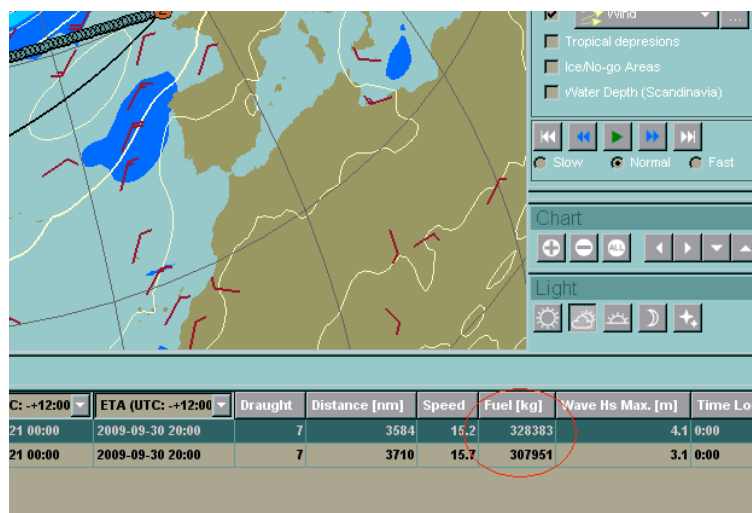 Wind
...
Tropical depresions
Ice/No-go Areas
Water Depth (Scandinavia)
Slow Normal Fast
Chart
ALL
Light
C: -+12:00 ETA (UTC: -+12:00 Draught Distance [nm] Speed Fuel [kg] Wave Hs Max. [m] Time Lo
21 00:00 2009-09-30 20:00 7 3584 15.2 328383 4.1 0:00
21 00:00 2009-09-30 20:00 7 3710 15.7 307951 3.1 0:00